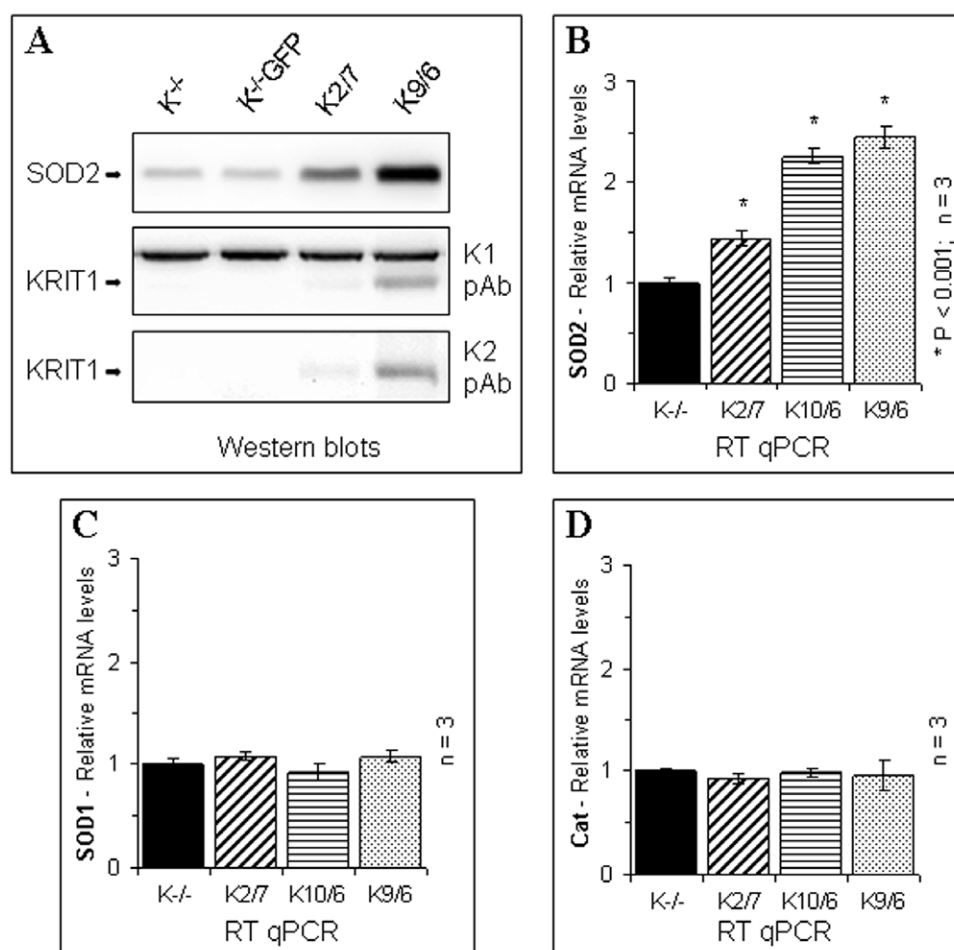 A
K-/- K-/-GFP K2/7 K9/6
SOD2
KRIT1
K1
pAb
KRIT1
K2
pAb
Western blots
B
SOD2 - Relative mRNA levels
3
2
1
0
* * *
K-/- K2/7 K10/6 K9/6
RT qPCR
* P < 0.001; n = 3
C
SOD1 - Relative mRNA levels
3
2
1
0
K-/- K2/7 K10/6 K9/6
RT qPCR
n = 3
D
Cat - Relative mRNA levels
3
2
1
0
K-/- K2/7 K10/6 K9/6
RT qPCR
n = 3